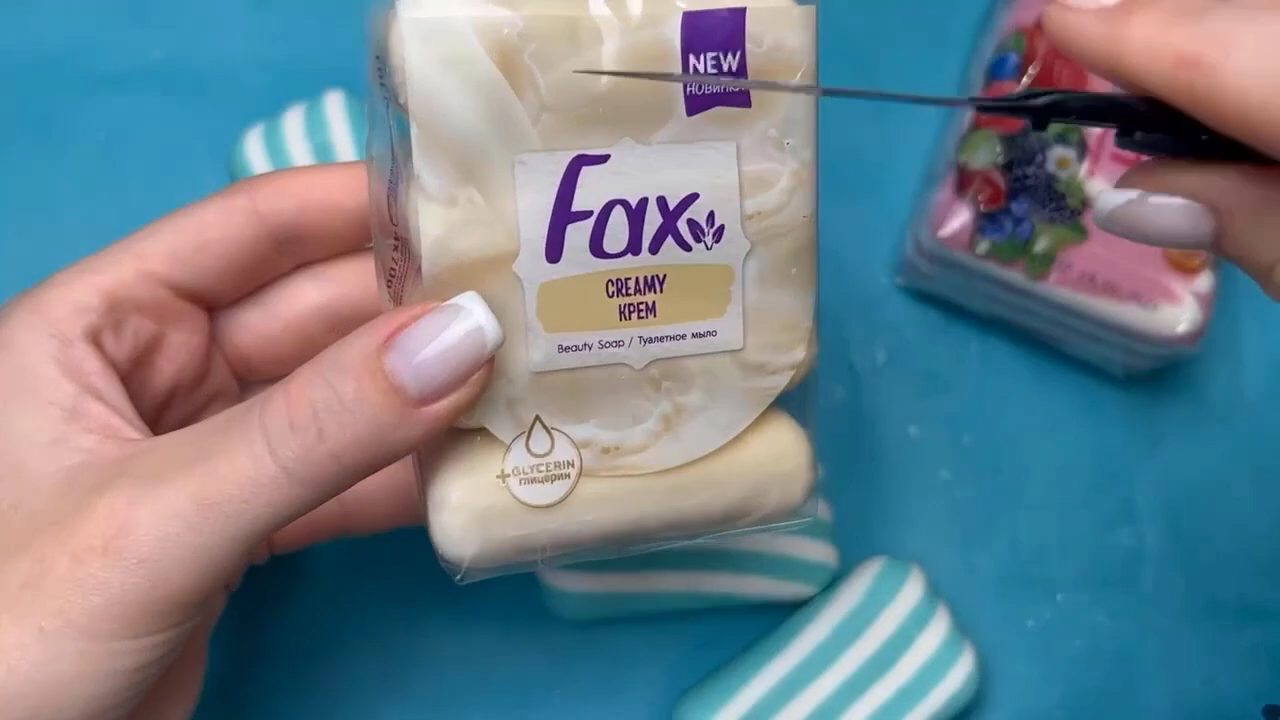 NEW
НОВИНКА
Fax
CREAMY
КРЕМ
Beauty Soap / Туалетное мыло
+GLYCERIN
глицерин